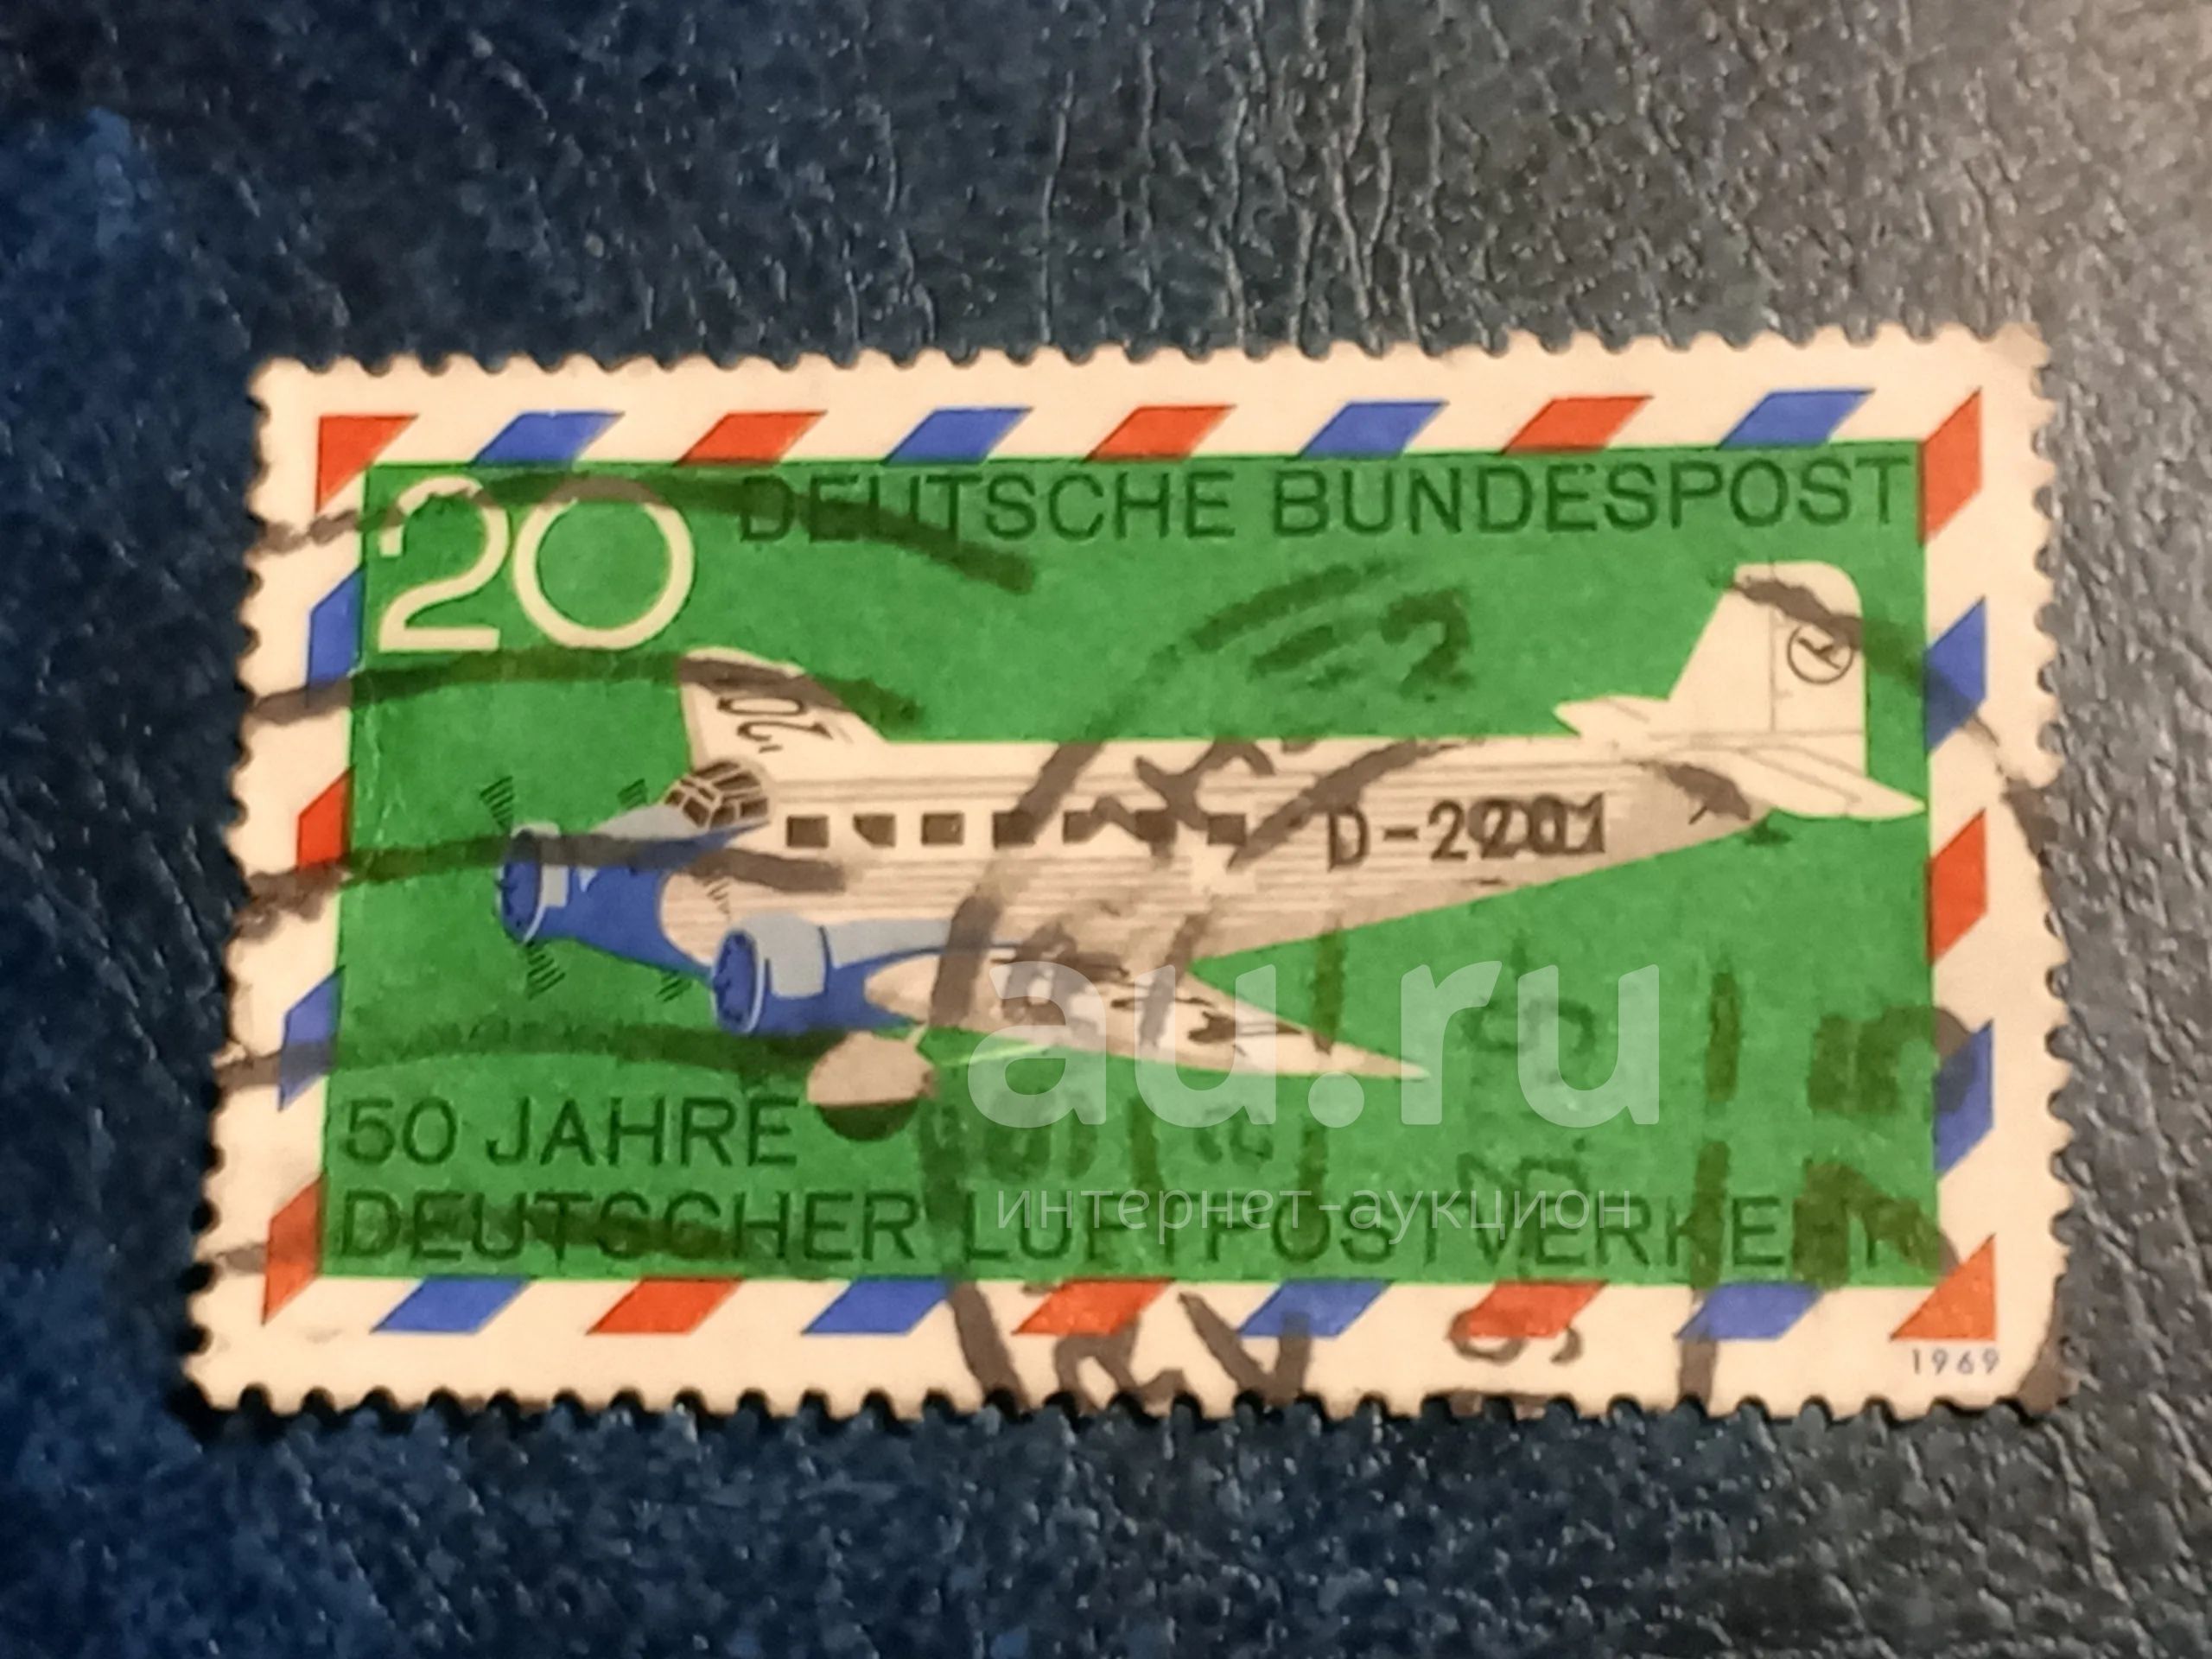 20 DEUTSCHE BUNDESPOST
D-2201
au.ru
50 JAHRE
интернет-аукцион
DEUTSCHER LUFTPOSTVERKEHR
1969